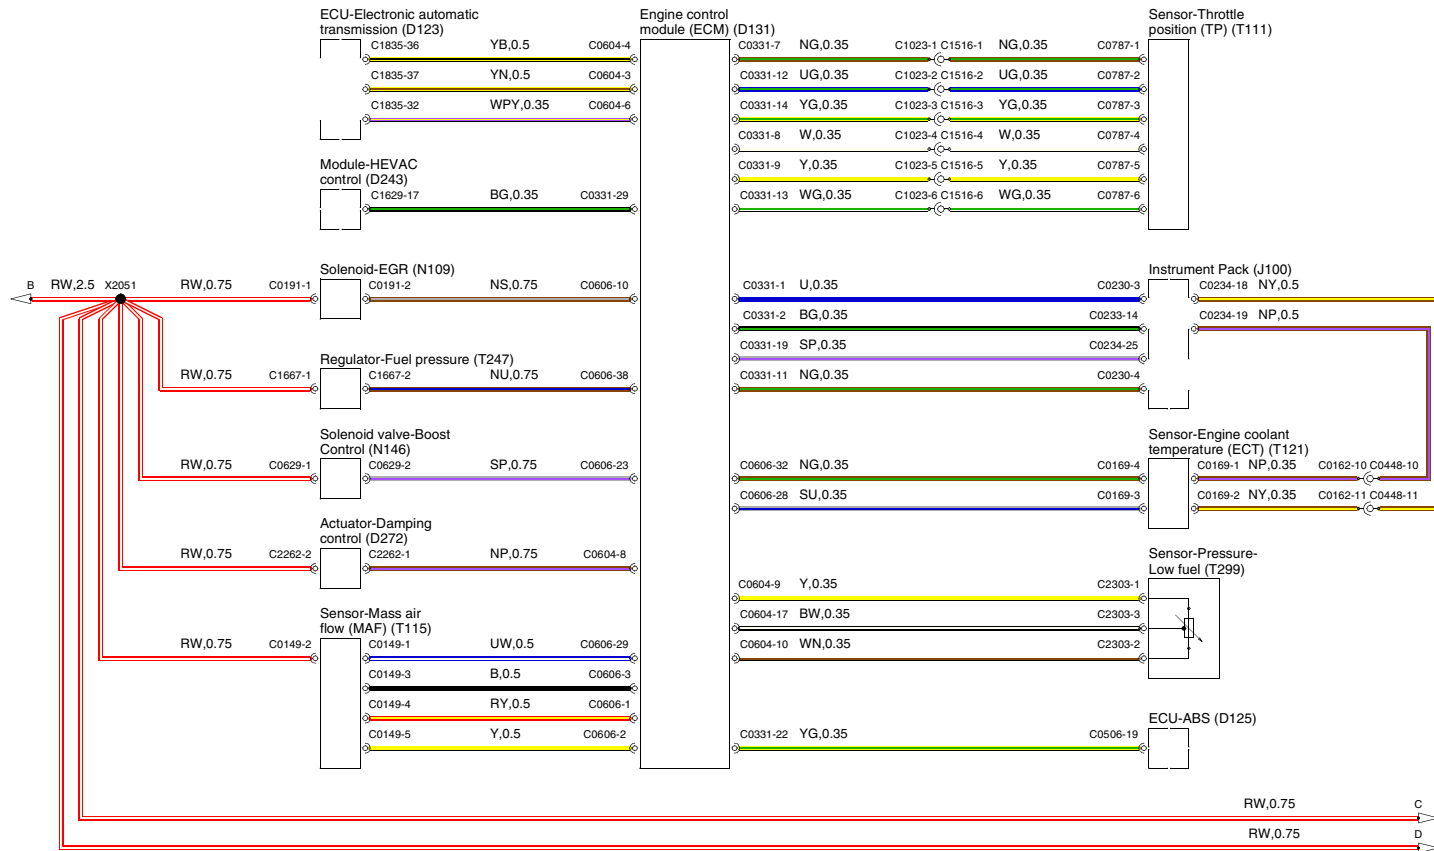 ECU-Electronic automatic
transmission (D123)
C1835-36 YB,0.5 C0604-4
C1835-37 YN,0.5 C0604-3
C1835-32 WPY,0.35 C0604-6
Module-HEVAC
control (D243)
C1629-17 BG,0.35 C0331-29
B RW,2.5 X2051 RW,0.75 C0191-1
Solenoid-EGR (N109)
C0191-2 NS,0.75 C0606-10
RW,0.75 C1667-1
Regulator-Fuel pressure (T247)
C1667-2 NU,0.75 C0606-38
RW,0.75 C0629-1
Solenoid valve-Boost
Control (N146)
C0629-2 SP,0.75 C0606-23
RW,0.75 C2262-2
Actuator-Damping
control (D272)
C2262-1 NP,0.75 C0604-8
RW,0.75 C0149-2
Sensor-Mass air
flow (MAF) (T115)
C0149-1 UW,0.5 C0606-29
C0149-3 B,0.5 C0606-3
C0149-4 RY,0.5 C0606-1
C0149-5 Y,0.5 C0606-2
Engine control
module (ECM) (D131)
C0331-7 NG,0.35 C1023-1 C1516-1 NG,0.35 C0787-1
C0331-12 UG,0.35 C1023-2 C1516-2 UG,0.35 C0787-2
C0331-14 YG,0.35 C1023-3 C1516-3 YG,0.35 C0787-3
C0331-8 W,0.35 C1023-4 C1516-4 W,0.35 C0787-4
C0331-9 Y,0.35 C1023-5 C1516-5 Y,0.35 C0787-5
C0331-13 WG,0.35 C1023-6 C1516-6 WG,0.35 C0787-6
Sensor-Throttle
position (TP) (T111)
C0331-1 U,0.35 C0230-3
C0331-2 BG,0.35 C0233-14
C0331-19 SP,0.35 C0234-25
C0331-11 NG,0.35 C0230-4
Instrument Pack (J100)
C0234-18 NY,0.5
C0234-19 NP,0.5
C0606-32 NG,0.35 C0169-4
C0606-28 SU,0.35 C0169-3
Sensor-Engine coolant
temperature (ECT) (T121)
C0169-1 NP,0.35 C0162-10 C0448-10
C0169-2 NY,0.35 C0162-11 C0448-11
C0604-9 Y,0.35 C2303-1
C0604-17 BW,0.35 C2303-3
C0604-10 WN,0.35 C2303-2
Sensor-Pressure-
Low fuel (T299)
C0331-22 YG,0.35 C0506-19
ECU-ABS (D125)
RW,0.75 C
RW,0.75 D